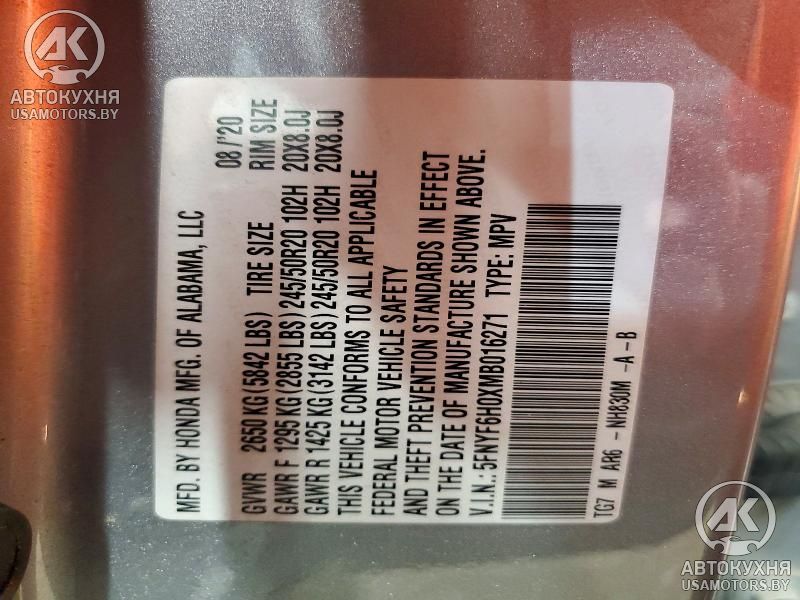 АК
АВТОКУХНЯ
USAMOTORS.BY
MFD. BY HONDA MFG. OF ALABAMA, LLC 08/'20
GVWR 2650 KG (5842 LBS) TIRE SIZE RIM SIZE
GAWR F 1295 KG (2855 LBS) 245/50R20 102H 20X8.0J
GAWR R 1425 KG (3142 LBS) 245/50R20 102H 20X8.0J
THIS VEHICLE CONFORMS TO ALL APPLICABLE
FEDERAL MOTOR VEHICLE SAFETY
AND THEFT PREVENTION STANDARDS IN EFFECT
ON THE DATE OF MANUFACTURE SHOWN ABOVE.
V.I.N.: 5FNYF6H0XMB016271 TYPE: MPV
TG7 M AR6 - NH830M -A-B
АК
АВТОКУХНЯ
USAMOTORS.BY